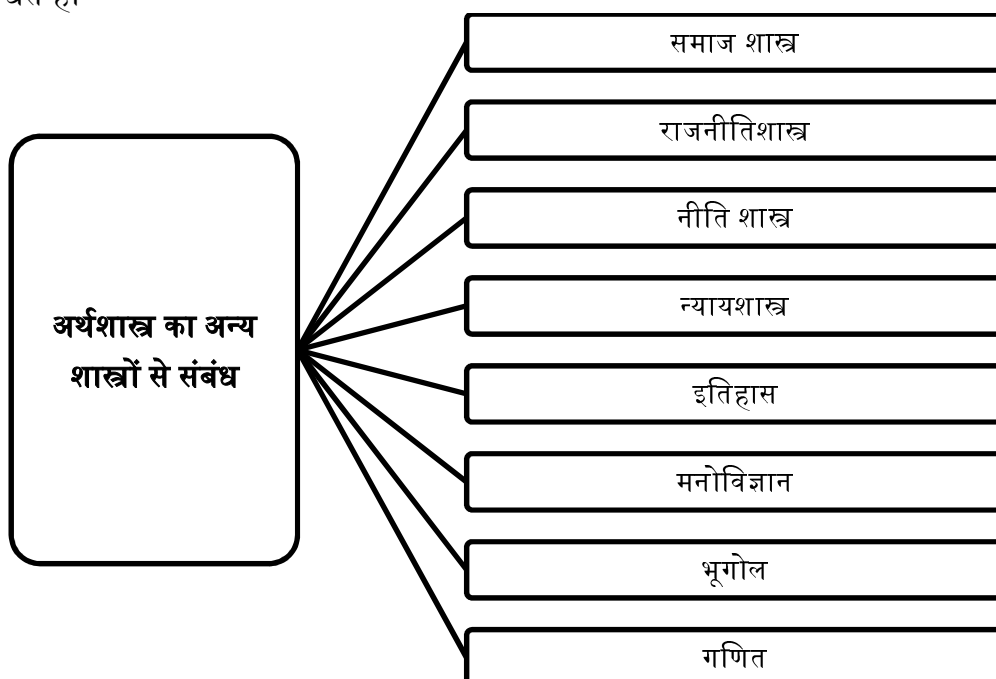 समाज शास्त्र
राजनीतिशास्त्र
नीति शास्त्र
न्यायशास्त्र
अर्थशास्त्र का अन्य
शास्त्रों से संबंध
इतिहास
मनोविज्ञान
भूगोल
गणित